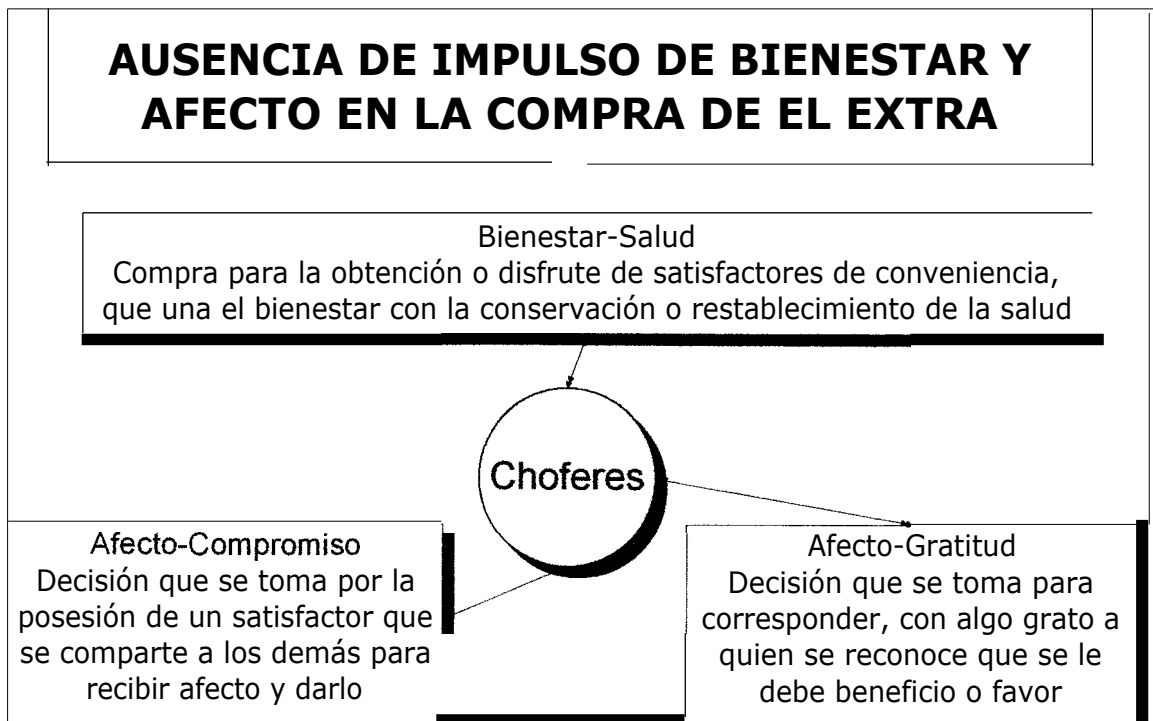 AUSENCIA DE IMPULSO DE BIENESTAR Y
AFECTO EN LA COMPRA DE EL EXTRA
Bienestar-Salud
Compra para la obtención o disfrute de satisfactores de conveniencia,
que una el bienestar con la conservación o restablecimiento de la salud
Choferes
Afecto-Compromiso
Decisión que se toma por la
posesión de un satisfactor que
se comparte a los demás para
recibir afecto y darlo
Afecto-Gratitud
Decisión que se toma para
corresponder, con algo grato a
quien se reconoce que se le
debe beneficio o favor